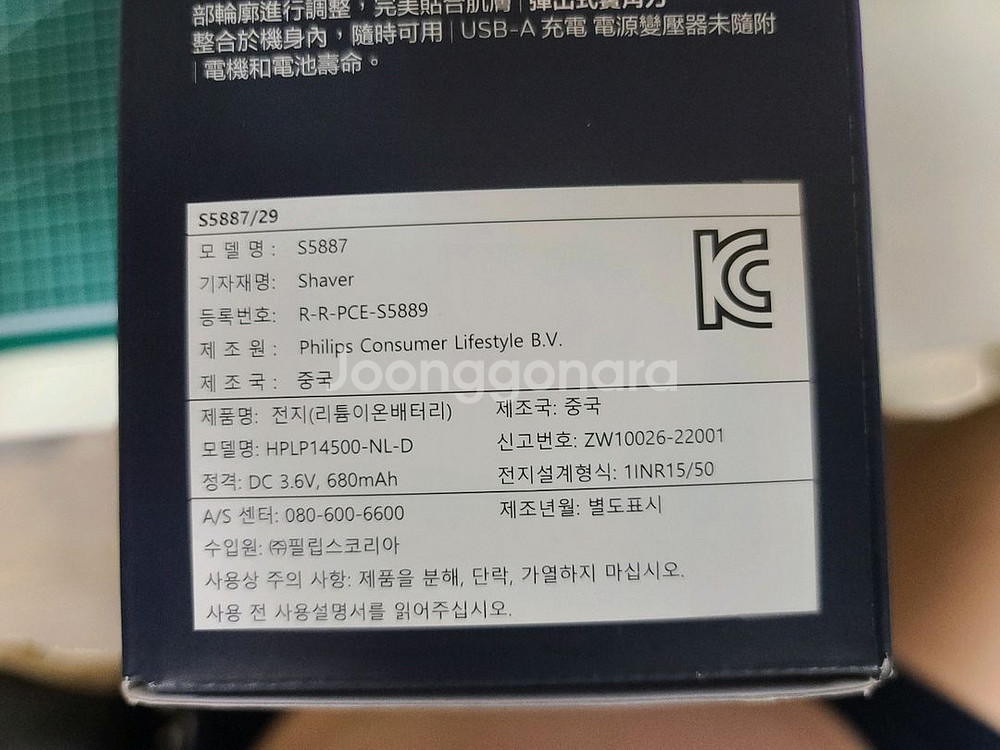 部輪廓進行調整，完美貼合肌膚 | 彈出式鬢角刀
整合於機身內，隨時可用 | USB-A 充電 電源變壓器未隨附
| 電機和電池壽命。
S5887/29
모 델 명 : S5887
기자재명: Shaver
등록번호: R-R-PCE-S5889
제 조 원 : Philips Consumer Lifestyle B.V.
제 조 국 : 중국
Joonggonara
제품명: 전지(리튬이온배터리) 제조국: 중국
모델명: HPLP14500-NL-D 신고번호: ZW10026-22001
정격: DC 3.6V, 680mAh 전지설계형식: 1INR15/50
A/S 센터: 080-600-6600 제조년월: 별도표시
수입원: ㈜필립스코리아
사용상 주의 사항: 제품을 분해, 단락, 가열하지 마십시오.
사용 전 사용설명서를 읽어주십시오.